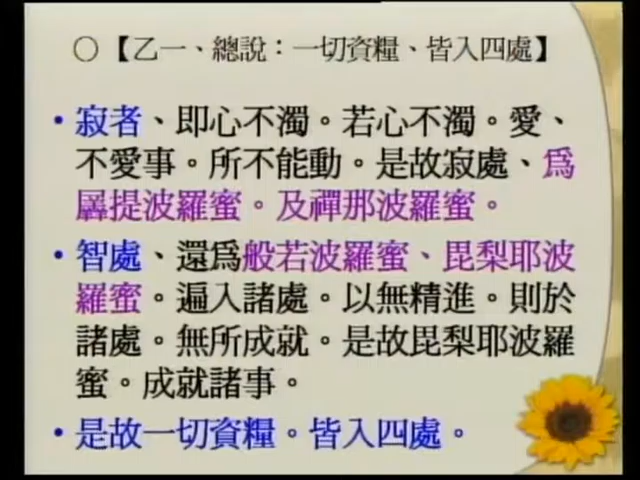 ○【乙一、總說：一切資糧、皆入四處】
• 寂者、即心不濁。若心不濁。愛、
不愛事。所不能動。是故寂處、為
羼提波羅蜜。及禪那波羅蜜。
• 智處、還為般若波羅蜜、毘梨耶波
羅蜜。遍入諸處。以無精進。則於
諸處。無所成就。是故毘梨耶波羅
蜜。成就諸事。
• 是故一切資糧。皆入四處。